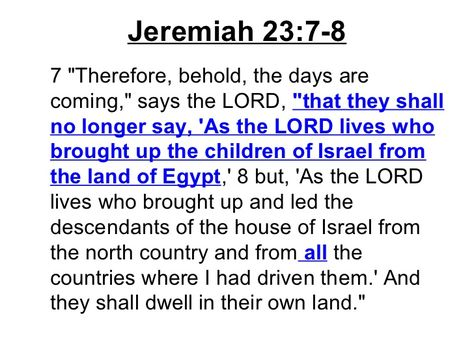 Jeremiah 23:7-8
7 "Therefore, behold, the days are
coming," says the LORD, "that they shall
no longer say, 'As the LORD lives who
brought up the children of Israel from
the land of Egypt,' 8 but, 'As the LORD
lives who brought up and led the
descendants of the house of Israel from
the north country and from all the
countries where I had driven them.' And
they shall dwell in their own land."